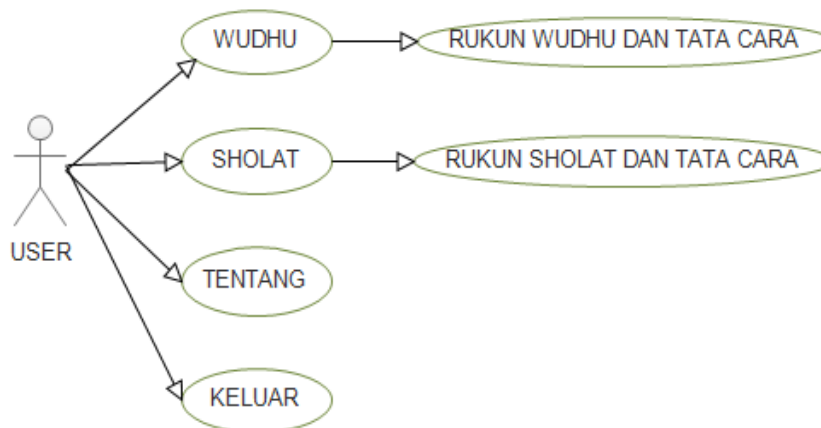 WUDHU
RUKUN WUDHU DAN TATA CARA
SHOLAT
RUKUN SHOLAT DAN TATA CARA
USER
TENTANG
KELUAR